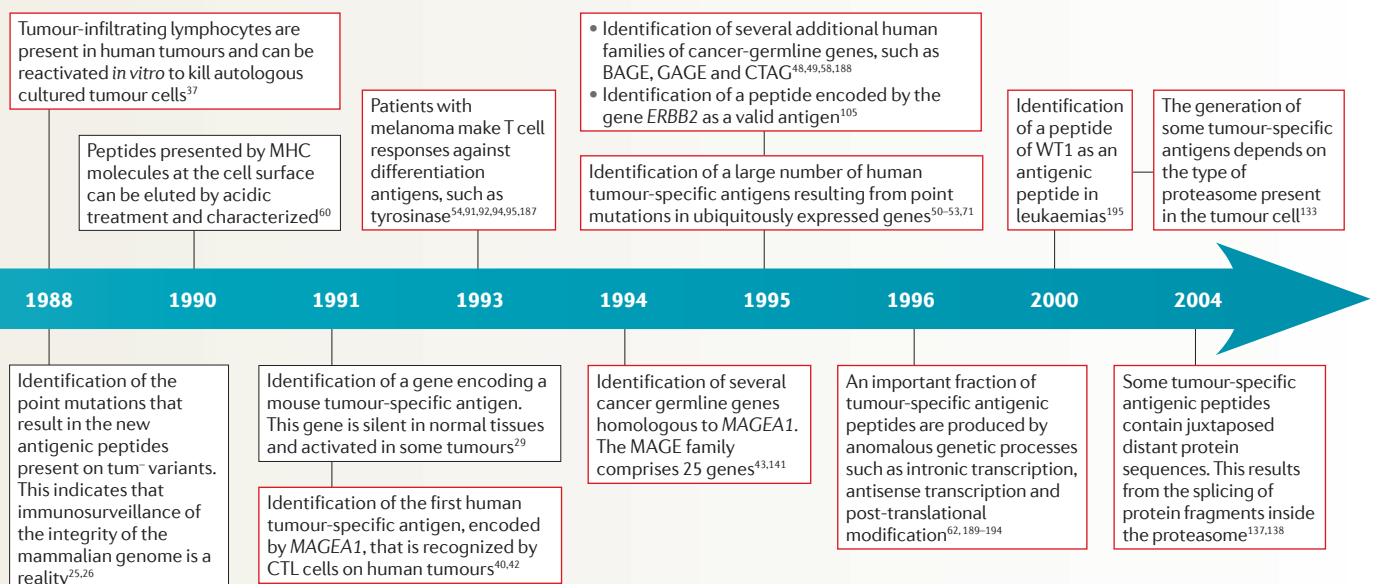 Tumour-infiltrating lymphocytes are
present in human tumours and can be
reactivated in vitro to kill autologous
cultured tumour cells37
Peptides presented by MHC
molecules at the cell surface
can be eluted by acidic
treatment and characterized60
Patients with
melanoma make T cell
responses against
differentiation
antigens, such as
tyrosinase54,91,92,94,95,187
• Identification of several additional human
families of cancer-germline genes, such as
BAGE, GAGE and CTAG48,49,58,188
• Identification of a peptide encoded by the
gene ERBB2 as a valid antigen105
Identification of a large number of human
tumour-specific antigens resulting from point
mutations in ubiquitously expressed genes50–53,71
Identification
of a peptide
of WT1 as an
antigenic
peptide in
leukaemias195
The generation of
some tumour-specific
antigens depends on
the type of
proteasome present
in the tumour cell133
1988 1990 1991 1993 1994 1995 1996 2000 2004
Identification of the
point mutations that
result in the new
antigenic peptides
present on tum– variants.
This indicates that
immunosurveillance of
the integrity of the
mammalian genome is a
reality25,26
Identification of a gene encoding a
mouse tumour-specific antigen.
This gene is silent in normal tissues
and activated in some tumours29
Identification of the first human
tumour-specific antigen, encoded
by MAGEA1, that is recognized by
CTL cells on human tumours40,42
Identification of several
cancer germline genes
homologous to MAGEA1.
The MAGE family
comprises 25 genes43,141
An important fraction of
tumour-specific antigenic
peptides are produced by
anomalous genetic processes
such as intronic transcription,
antisense transcription and
post-translational
modification62,189–194
Some tumour-specific
antigenic peptides
contain juxtaposed
distant protein
sequences. This results
from the splicing of
protein fragments inside
the proteasome137,138